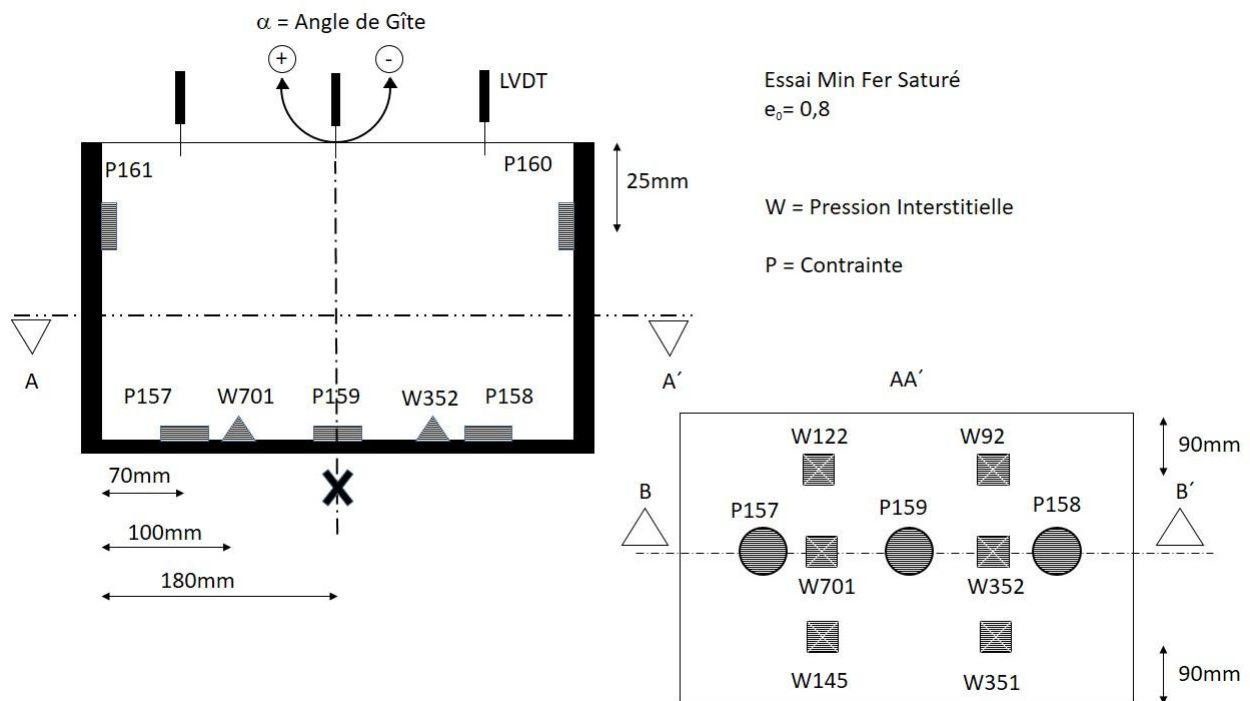 α = Angle de Gîte
+
-
LVDT
P161
P160
25mm
Essai Min Fer Saturé
e₀= 0,8
W = Pression Interstitielle
P = Contrainte
A
A´
P157
W701
P159
W352
P158
70mm
100mm
180mm
AA´
90mm
W122
W92
B
B´
P157
P159
P158
W701
W352
W145
W351
90mm